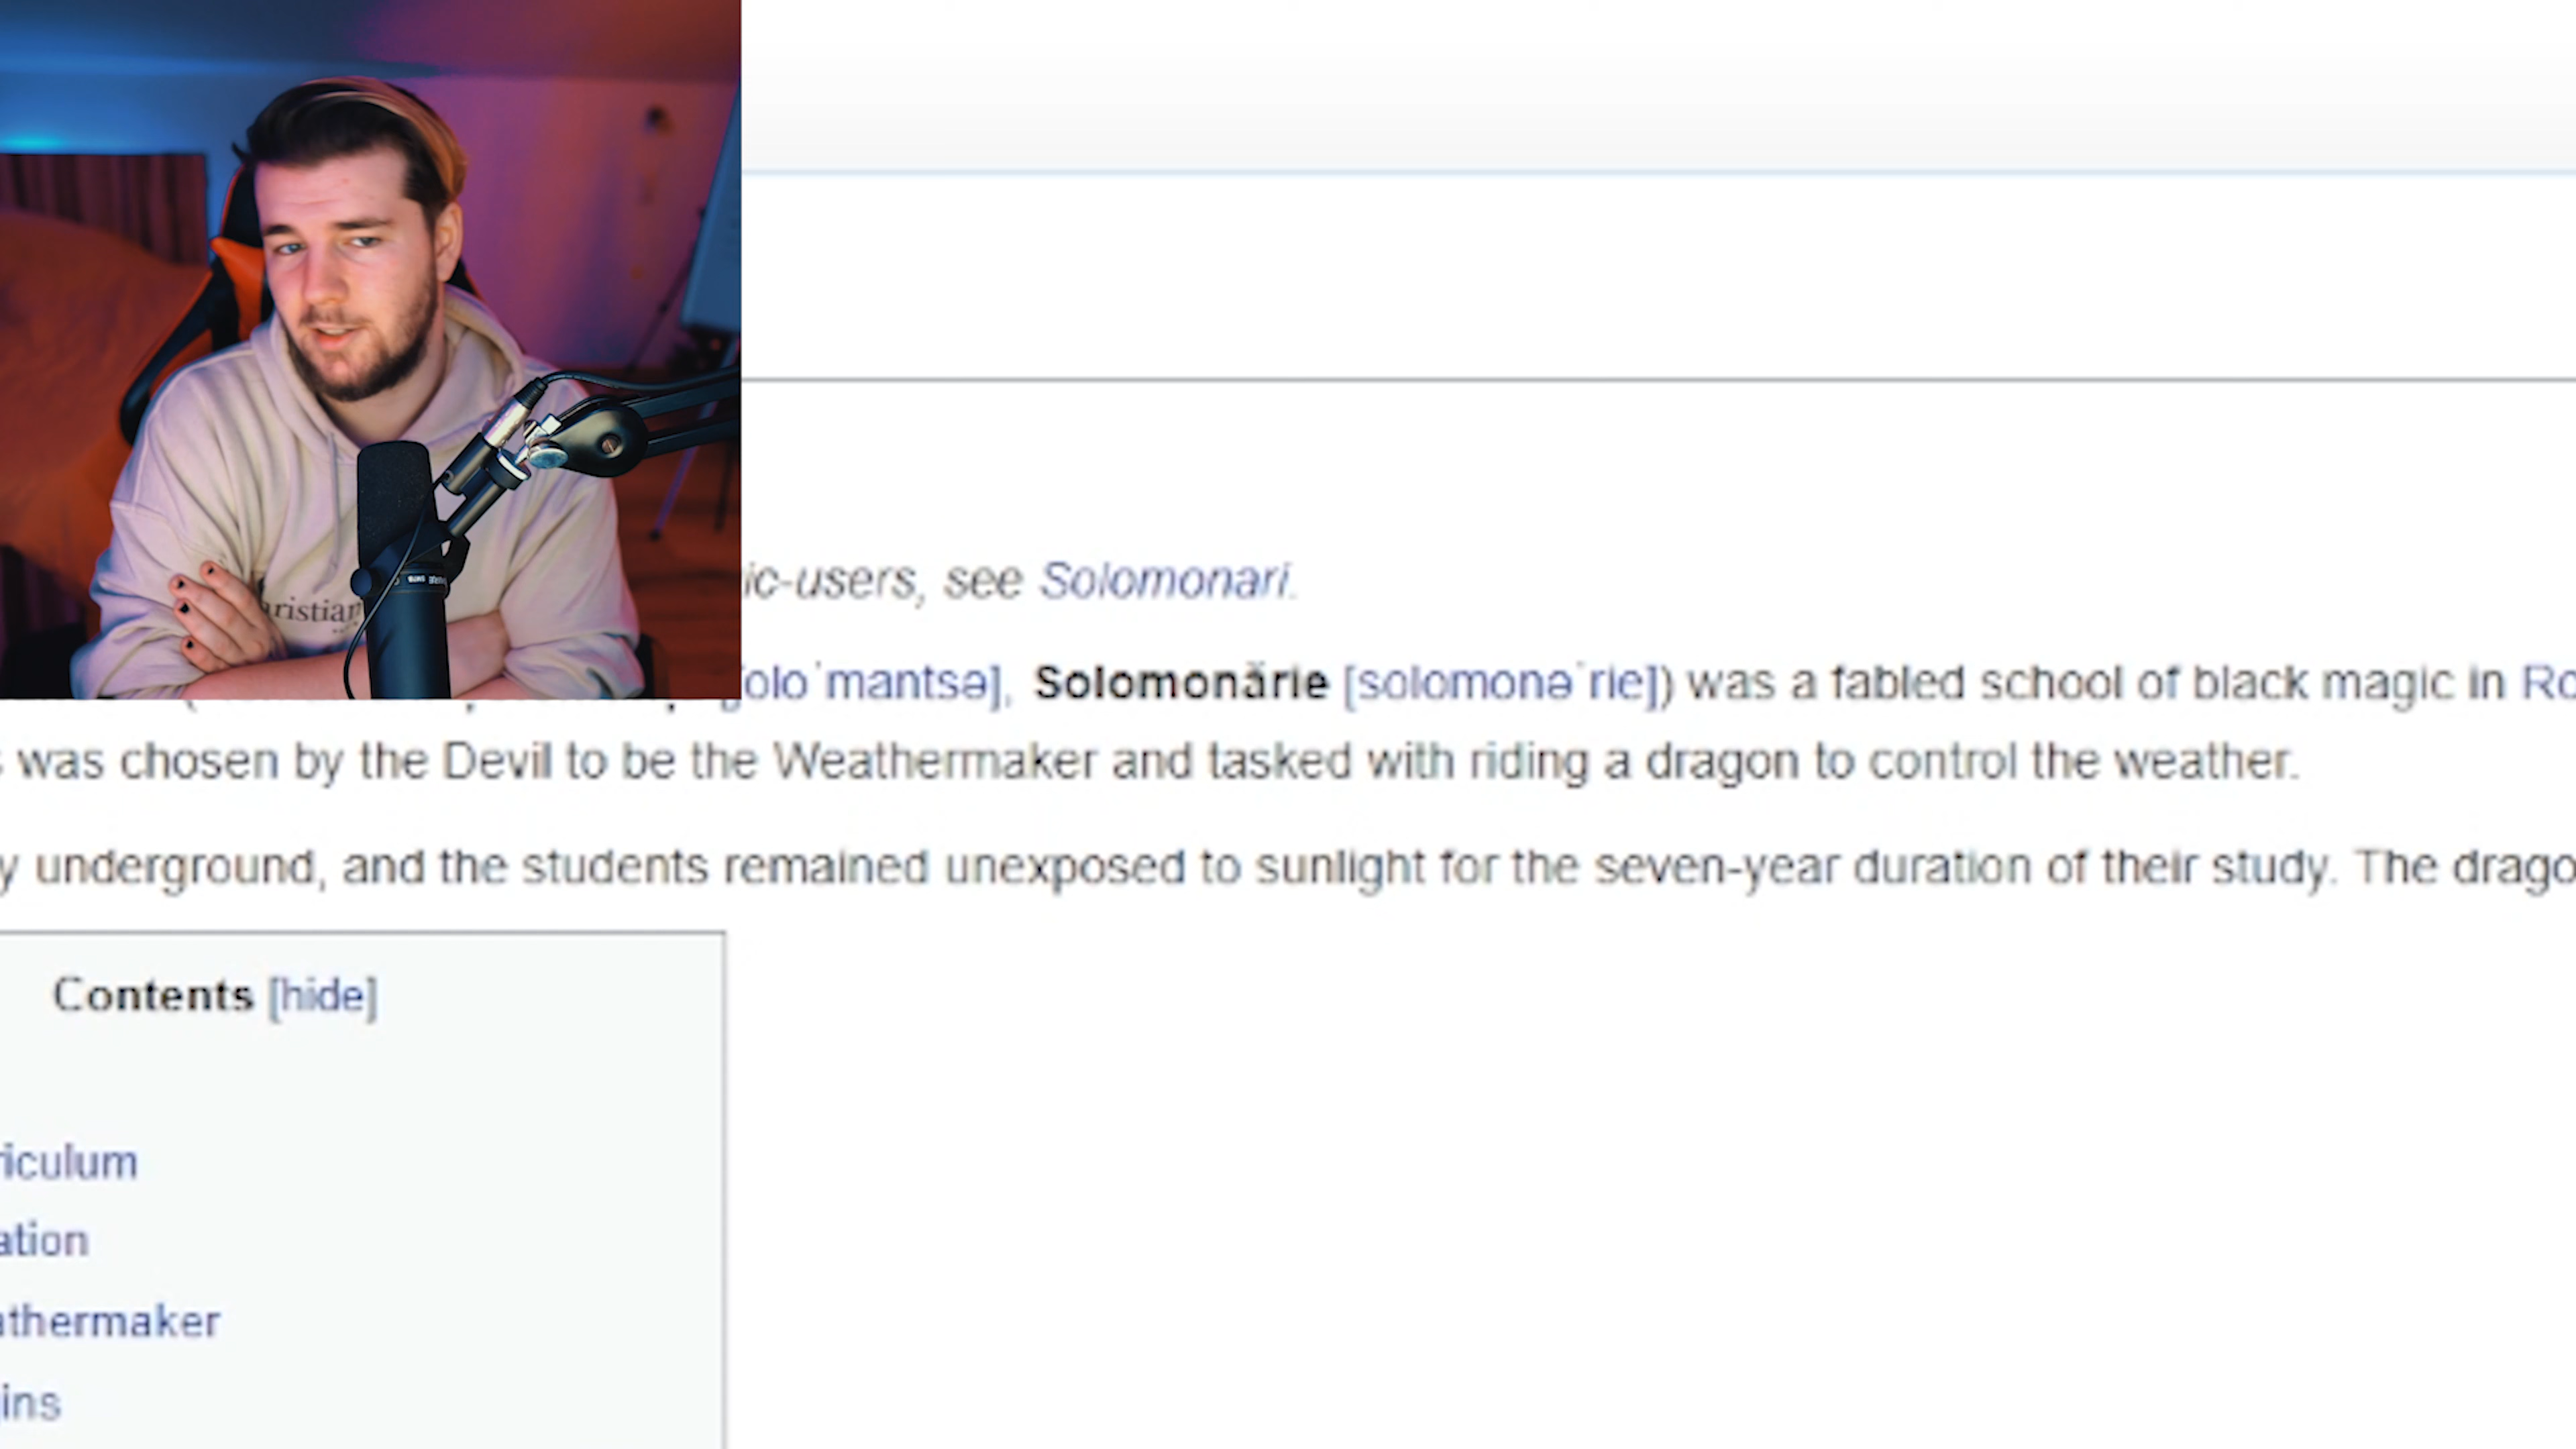 ic-users, see Solomonari.
olo'mantsə], Solomonărie [solomonə'rie]) was a fabled school of black magic in Ro
was chosen by the Devil to be the Weathermaker and tasked with riding a dragon to control the weather.
y underground, and the students remained unexposed to sunlight for the seven-year duration of their study. The drago
Contents [hide]
riculum
ation
athermaker
ins
ristian